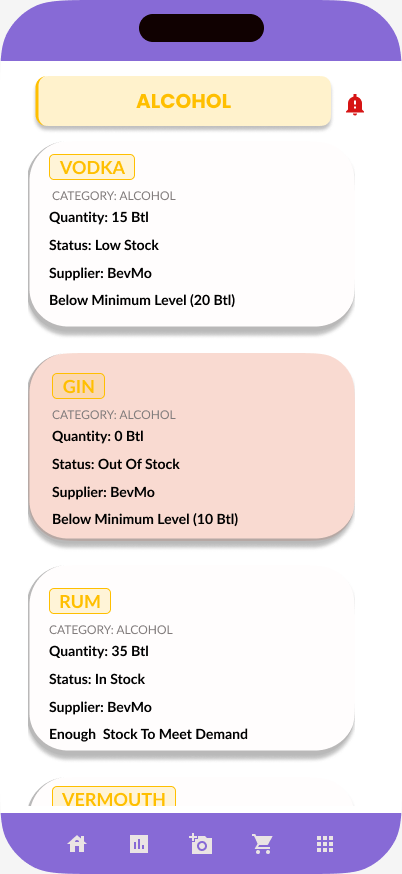 ALCOHOL
VODKA
CATEGORY: ALCOHOL
Quantity: 15 Btl
Status: Low Stock
Supplier: BevMo
Below Minimum Level (20 Btl)
GIN
CATEGORY: ALCOHOL
Quantity: 0 Btl
Status: Out Of Stock
Supplier: BevMo
Below Minimum Level (10 Btl)
RUM
CATEGORY: ALCOHOL
Quantity: 35 Btl
Status: In Stock
Supplier: BevMo
Enough  Stock To Meet Demand
VERMOUTH